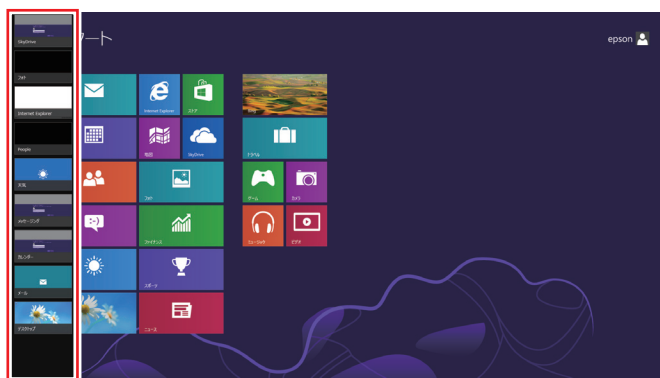 SkyDrive
フォト
Internet Explorer
People
天気
メッセージング
カレンダー
メール
デスクトップ
ート
epson
Internet Explorer
ストア
地図
SkyDrive
トラベル
フォト
ゲーム
カメラ
ファイナンス
ミュージック
ビデオ
スポーツ
ニュース